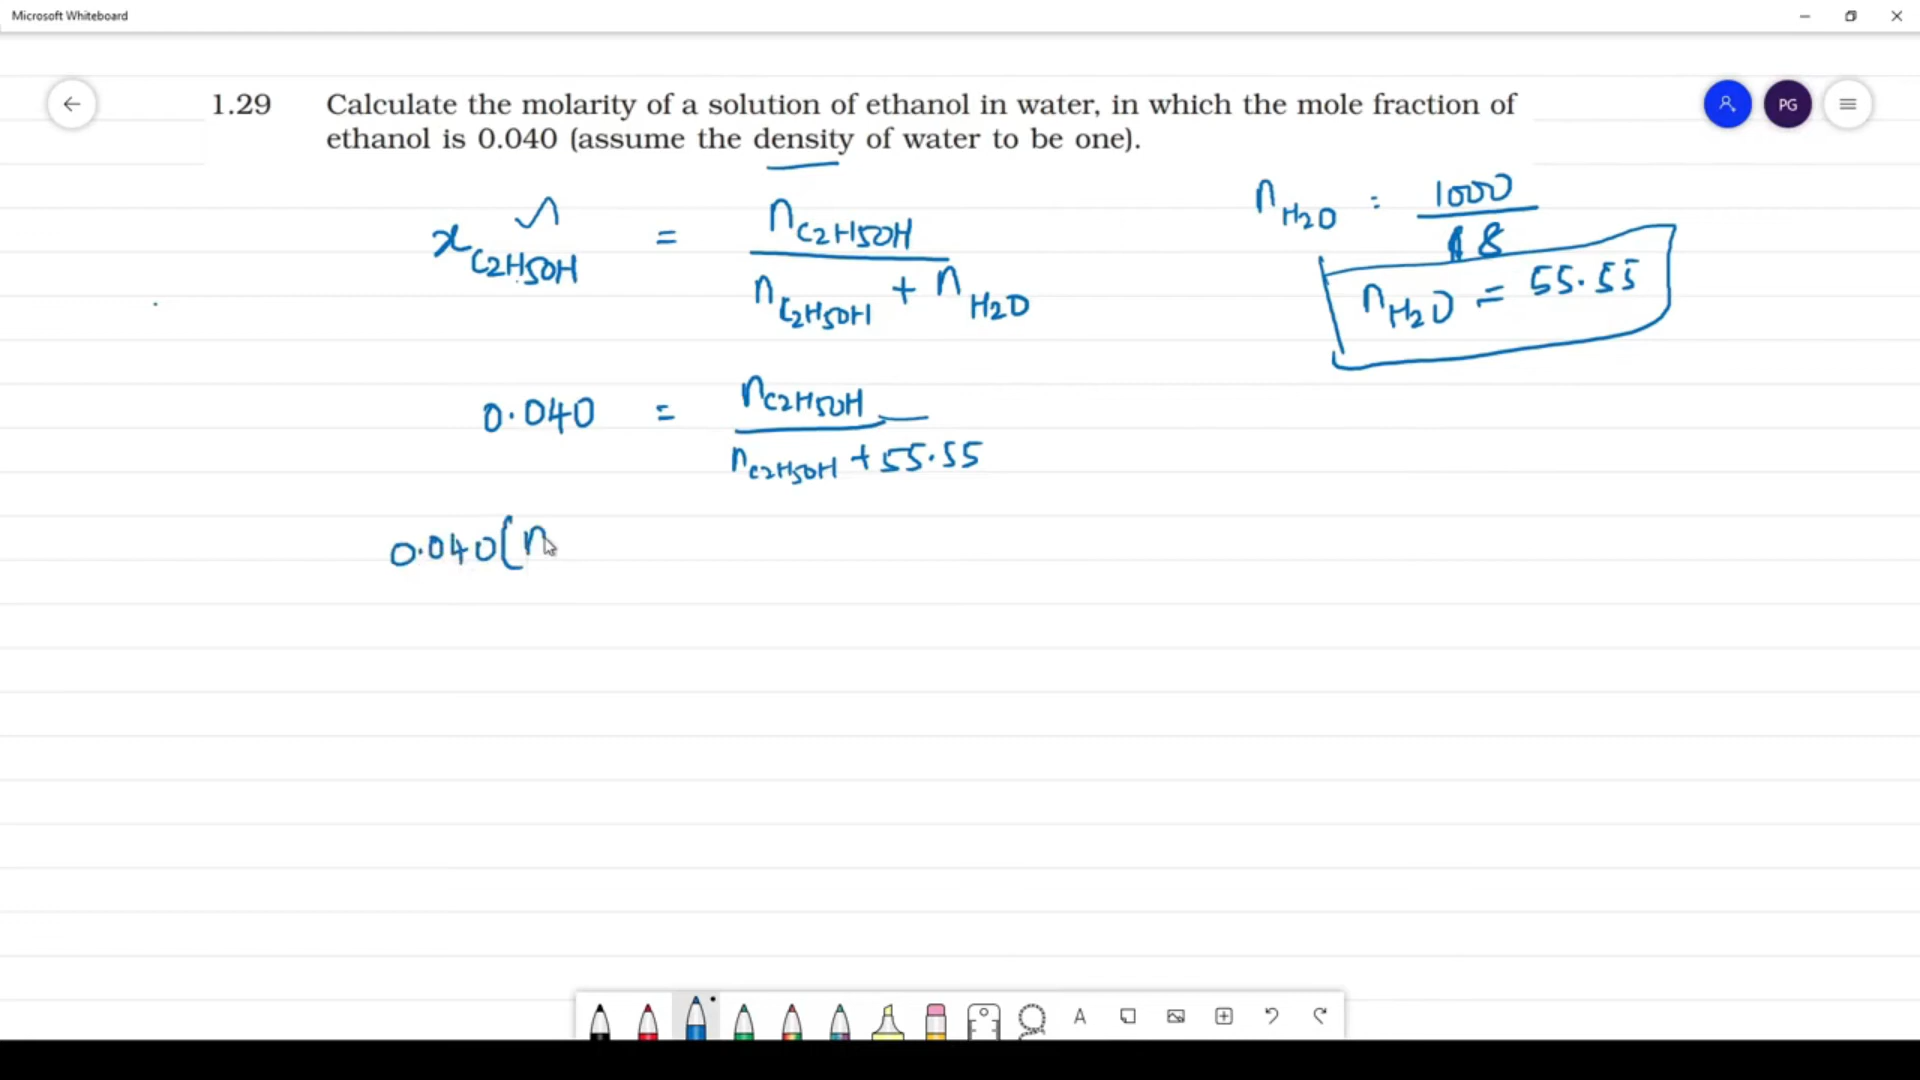 Microsoft Whiteboard
PG
1.29 Calculate the molarity of a solution of ethanol in water, in which the mole fraction of
ethanol is 0.040 (assume the density of water to be one).
x C2H5OH = n C2H5OH / n C2H5OH + n H2O
n H2O : 1000 / 18
n H2O = 55.55
0.040 = n C2H5OH / n C2H5OH + 55.55
0.040 ( n
A